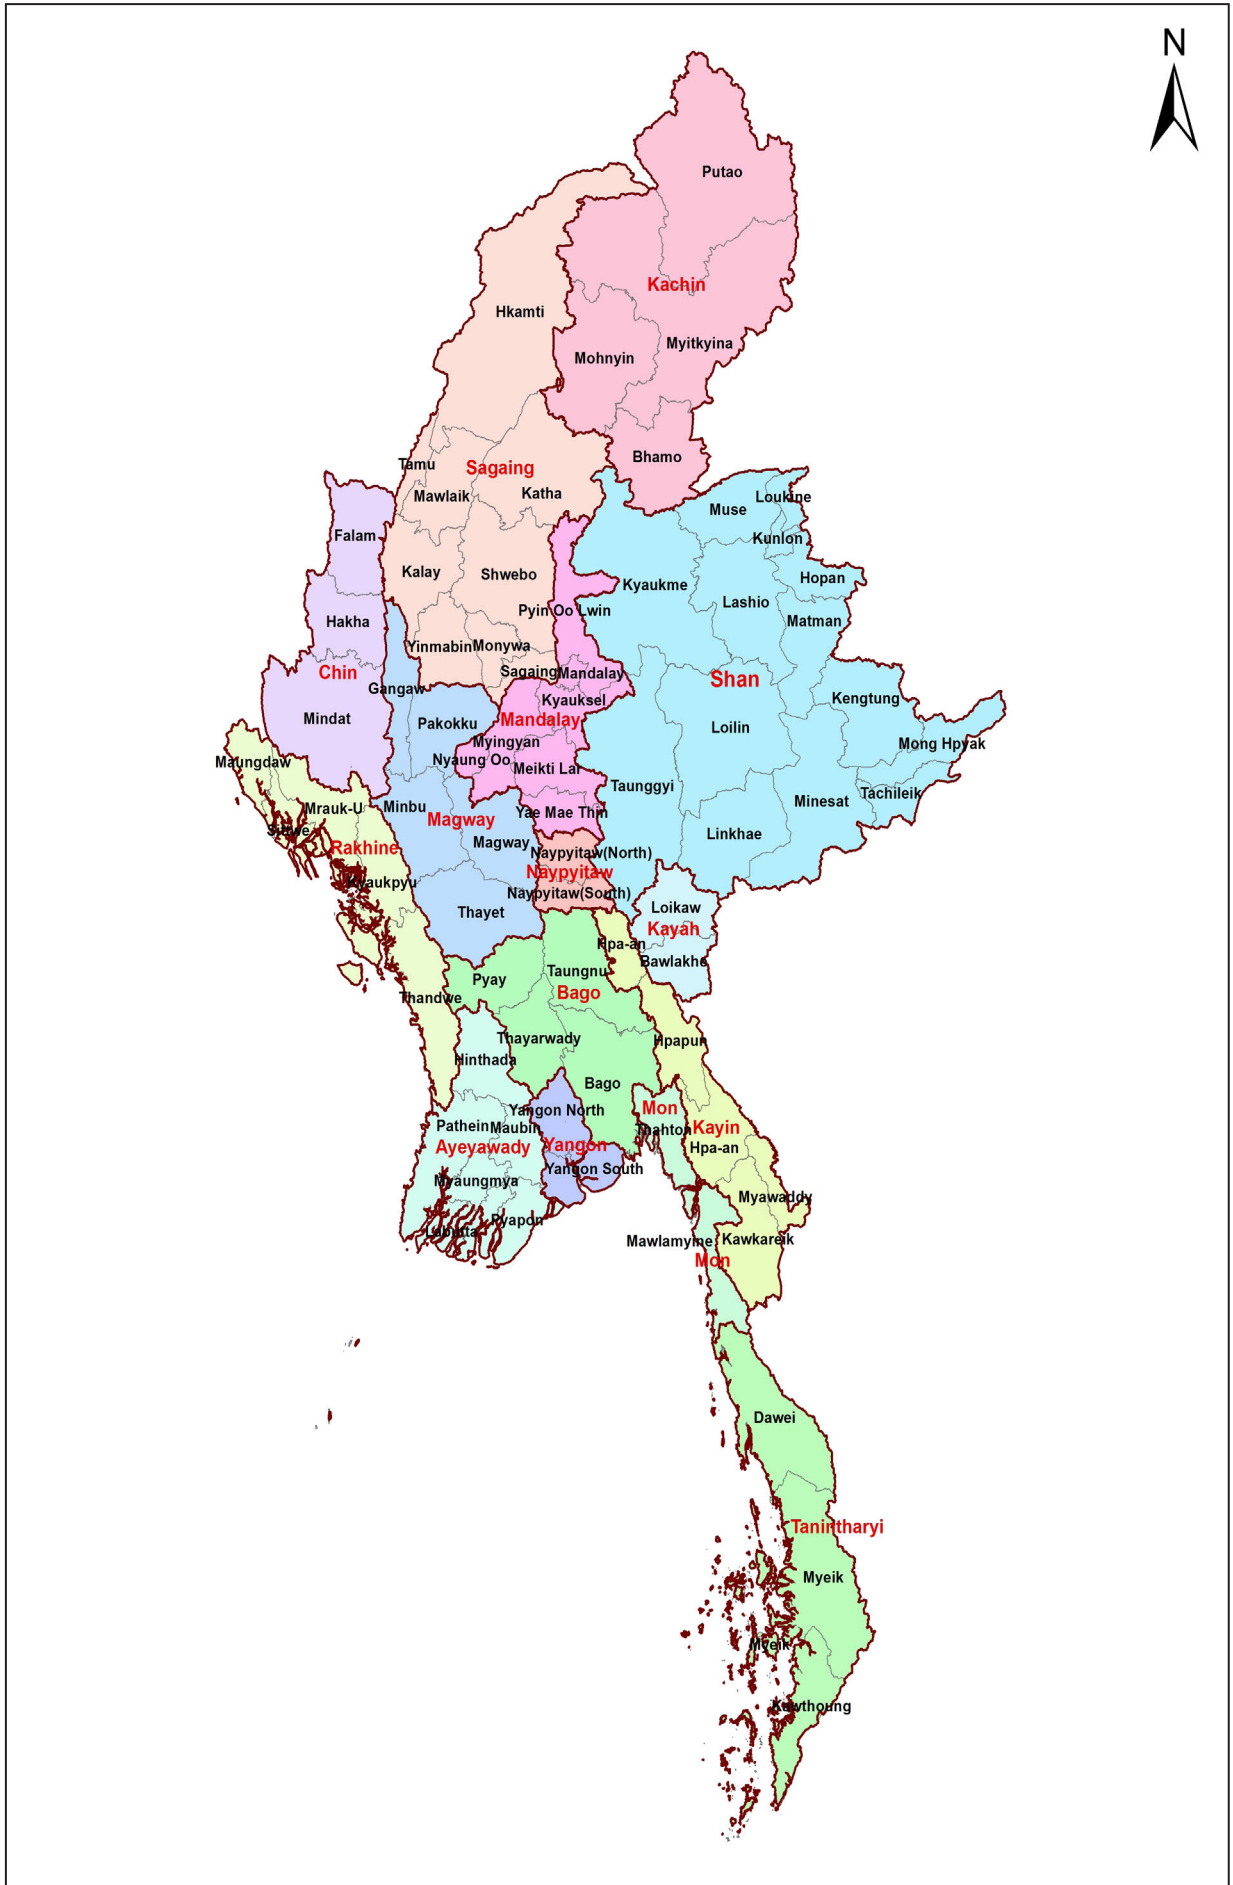 N
Putao
Kachin
Hkamti
Myitkyina
Mohnyin
Bhamo
Tamu
Sagaing
Mawlaik
Katha
Loukine
Muse
Falam
Kunlon
Kalay
Shwebo
Hopan
Kyaukme
Lashio
Pyin Oo Lwin
Hakha
Matman
Yinmabin
Monywa
Chin
Sagaing
Mandalay
Shan
Gangaw
Kyauksel
Kengtung
Mindat
Pakokku
Mandalay
Loilin
Myingyan
Mong Hpyak
Maungdaw
Nyaung Oo
Meikti Lar
Taunggyi
Tachileik
Minesat
Mrauk-U
Minbu
Yae Mae Thin
Magway
Sittwe
Linkhae
Rakhine
Magway
Naypyitaw(North)
Naypyitaw
Kyaukpyu
Naypyitaw(South)
Thayet
Loikaw
Kayah
Hpa-an
Bawlakhe
Taungnu
Pyay
Bago
Thandwe
Thayarwady
Hpapun
Hinthada
Bago
Yangon North
Mon
Pathein
Maubin
Thahton
Kayin
Ayeyawady
Yangon
Hpa-an
Yangon South
Myaungmya
Myawaddy
Pyapon
Labutta
Mawlamyine
Kawkareik
Mon
Dawei
Tanintharyi
Myeik
Myeik
Kawthoung